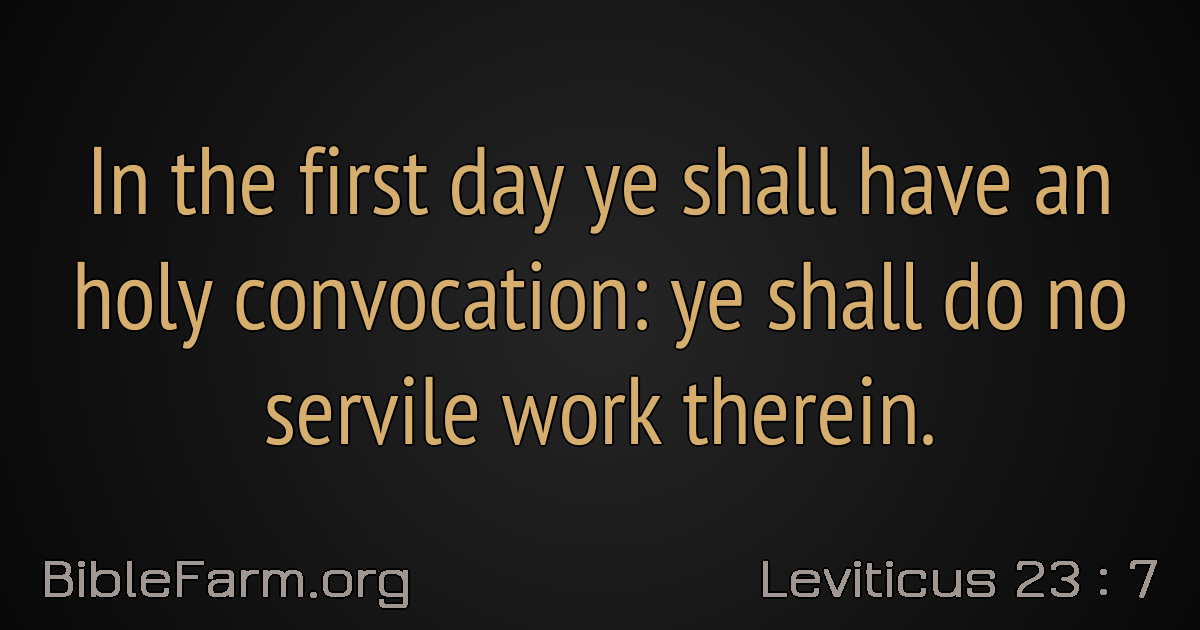 In the first day ye shall have an
holy convocation: ye shall do no
servile work therein.
BibleFarm.org
Leviticus 23 : 7